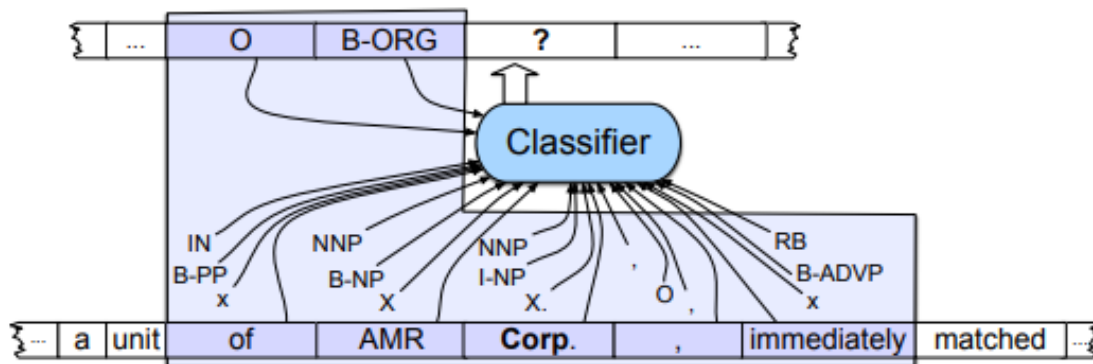 ... O B-ORG ? ...
Classifier
IN NNP NNP , RB
B-PP B-NP I-NP O , B-ADVP
x X X. x
... a unit of AMR Corp. , immediately matched ...